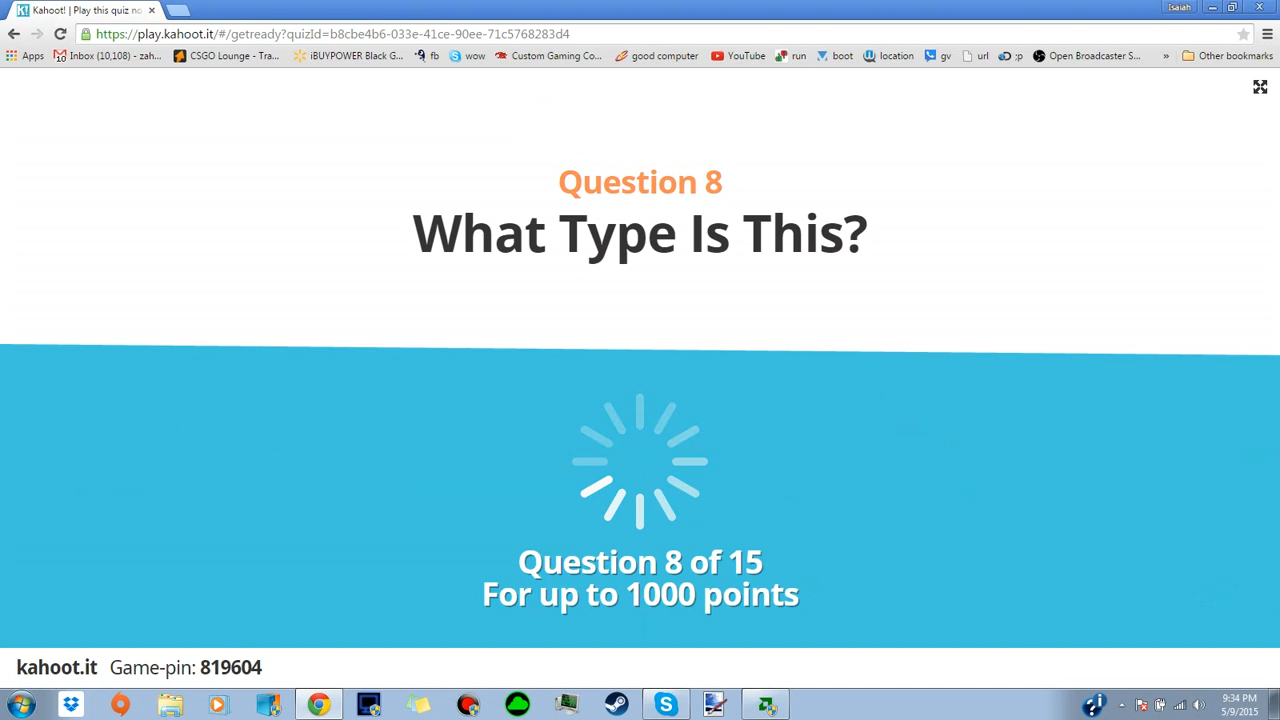 Kahoot! | Play this quiz no
Isaiah
https://play.kahoot.it/#/getready?quizId=b8cbe4b6-033e-41ce-90ee-71c5768283d4
Apps Inbox (10,108) - zah... CSGO Lounge - Tra... iBUYPOWER Black G... fb wow Custom Gaming Co... good computer YouTube run boot location gv url ;p Open Broadcaster S... » Other bookmarks
Question 8
What Type Is This?
Question 8 of 15
For up to 1000 points
kahoot.it Game-pin: 819604
9:34 PM
5/9/2015